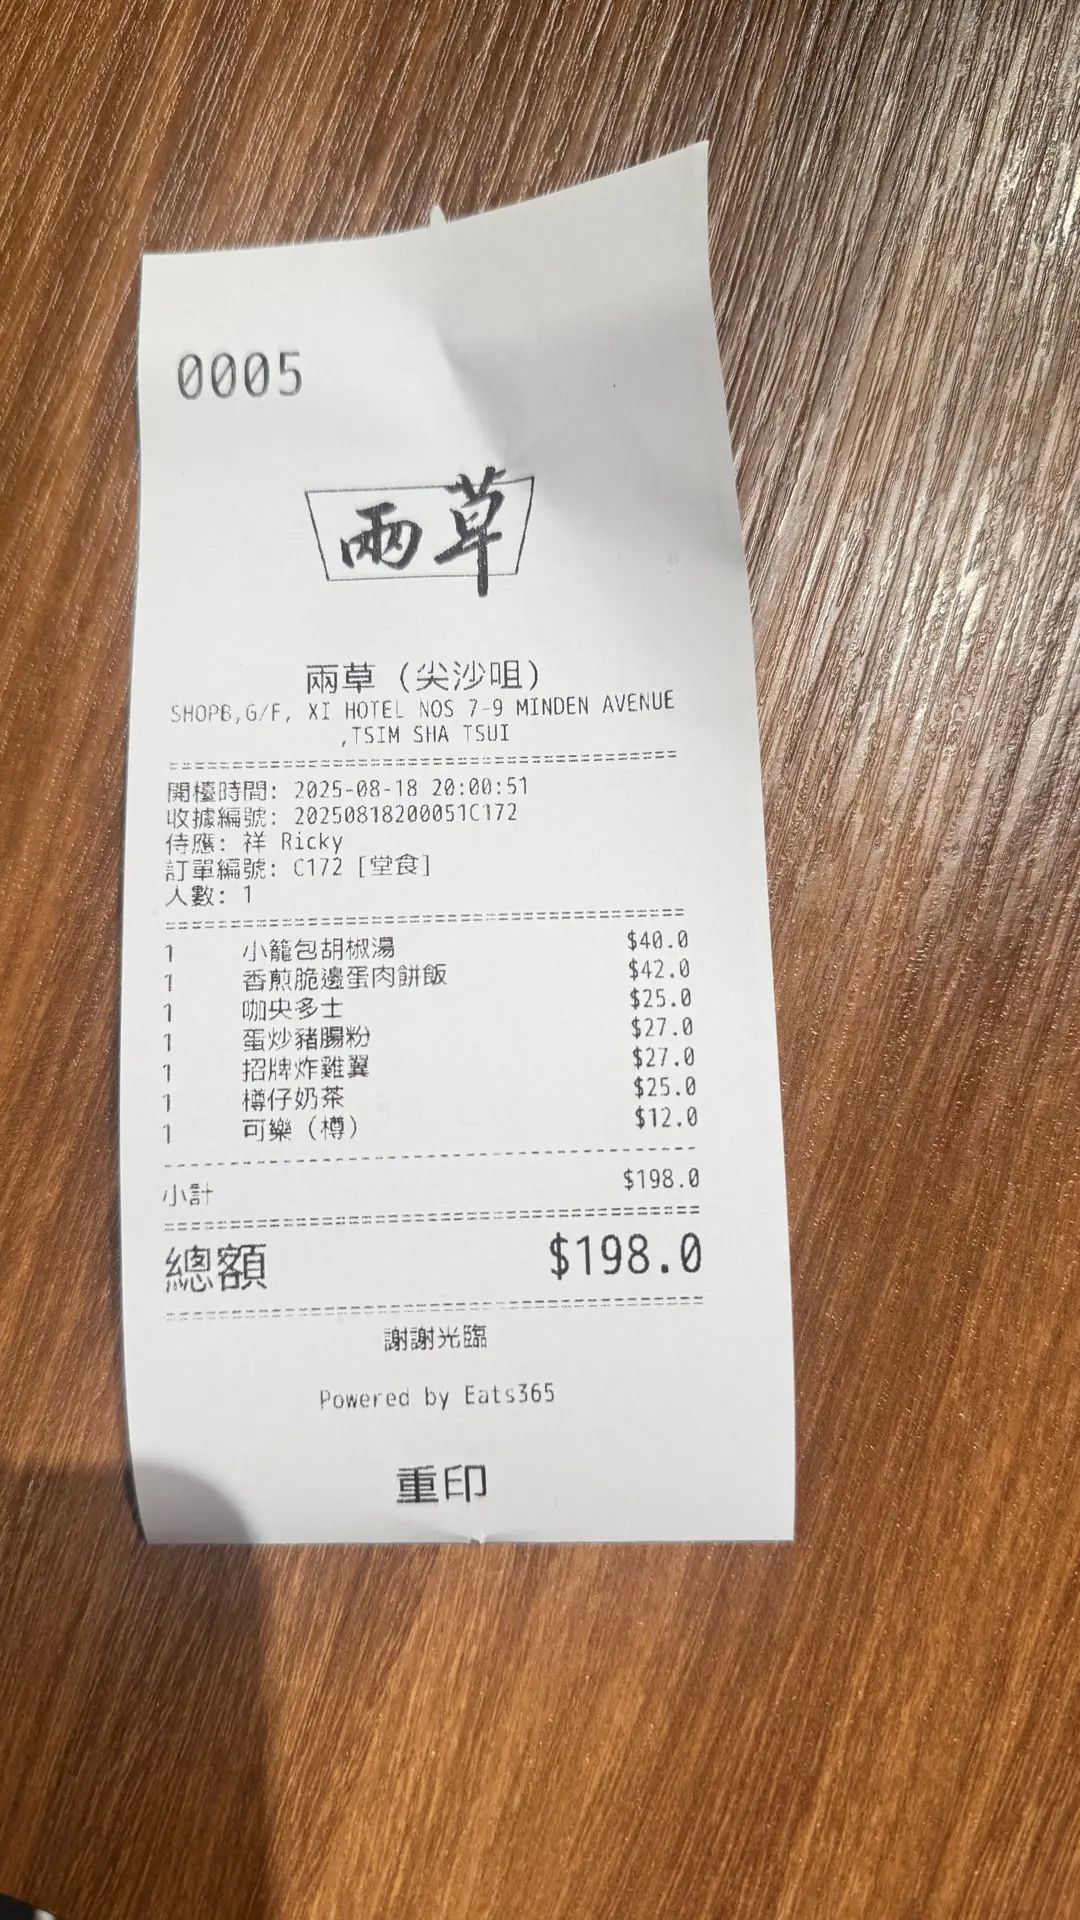 0005
兩草
兩草（尖沙咀）
SHOPB,G/F, XI HOTEL NOS 7-9 MINDEN AVENUE
,TSIM SHA TSUI
開檯時間: 2025-08-18 20:00:51
收據編號: 20250818200051C172
侍應: 祥 Ricky
訂單編號: C172 [堂食]
人數: 1
1 小籠包胡椒湯 $40.0
1 香煎脆邊蛋肉餅飯 $42.0
1 咖央多士 $25.0
1 蛋炒豬腸粉 $27.0
1 招牌炸雞翼 $27.0
1 樽仔奶茶 $25.0
1 可樂（樽） $12.0
小計 $198.0
總額 $198.0
謝謝光臨
Powered by Eats365
重印